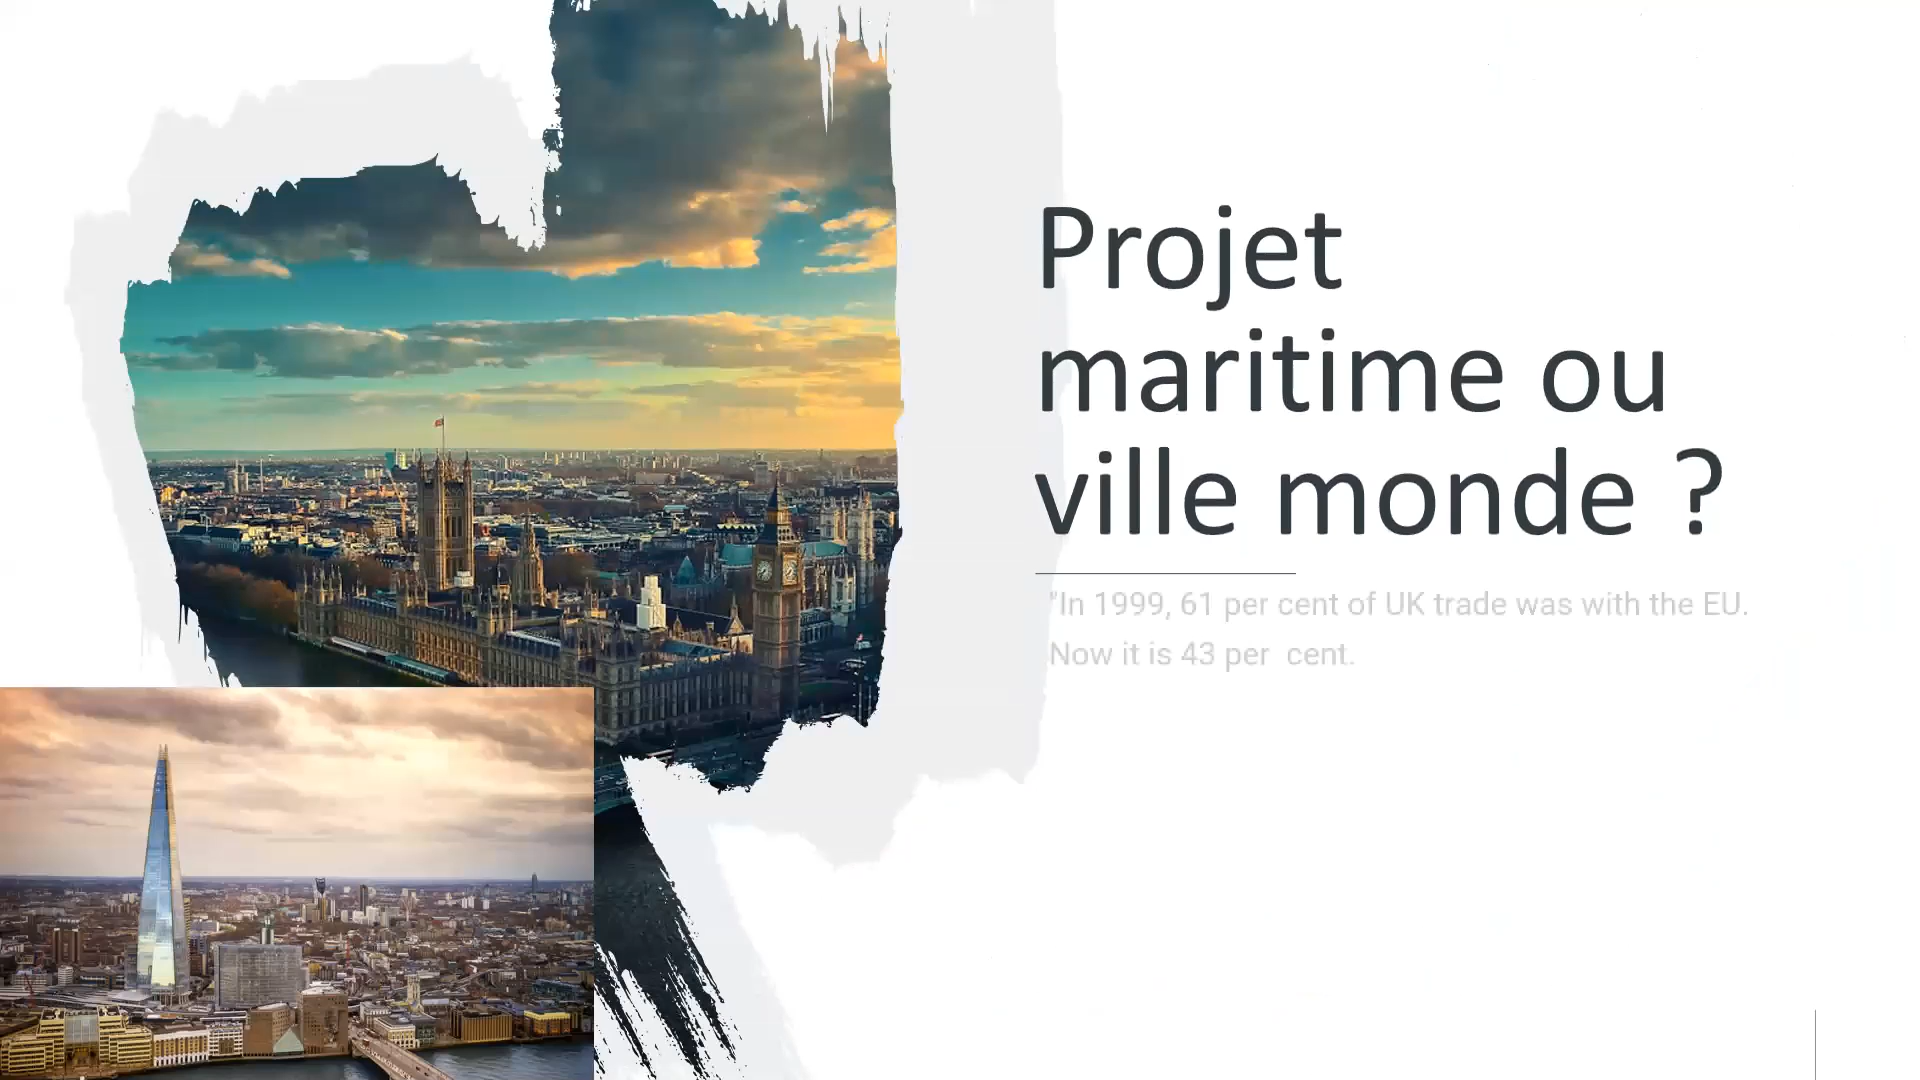 Projet
maritime ou
ville monde ?
"In 1999, 61 per cent of UK trade was with the EU.
Now it is 43 per cent.